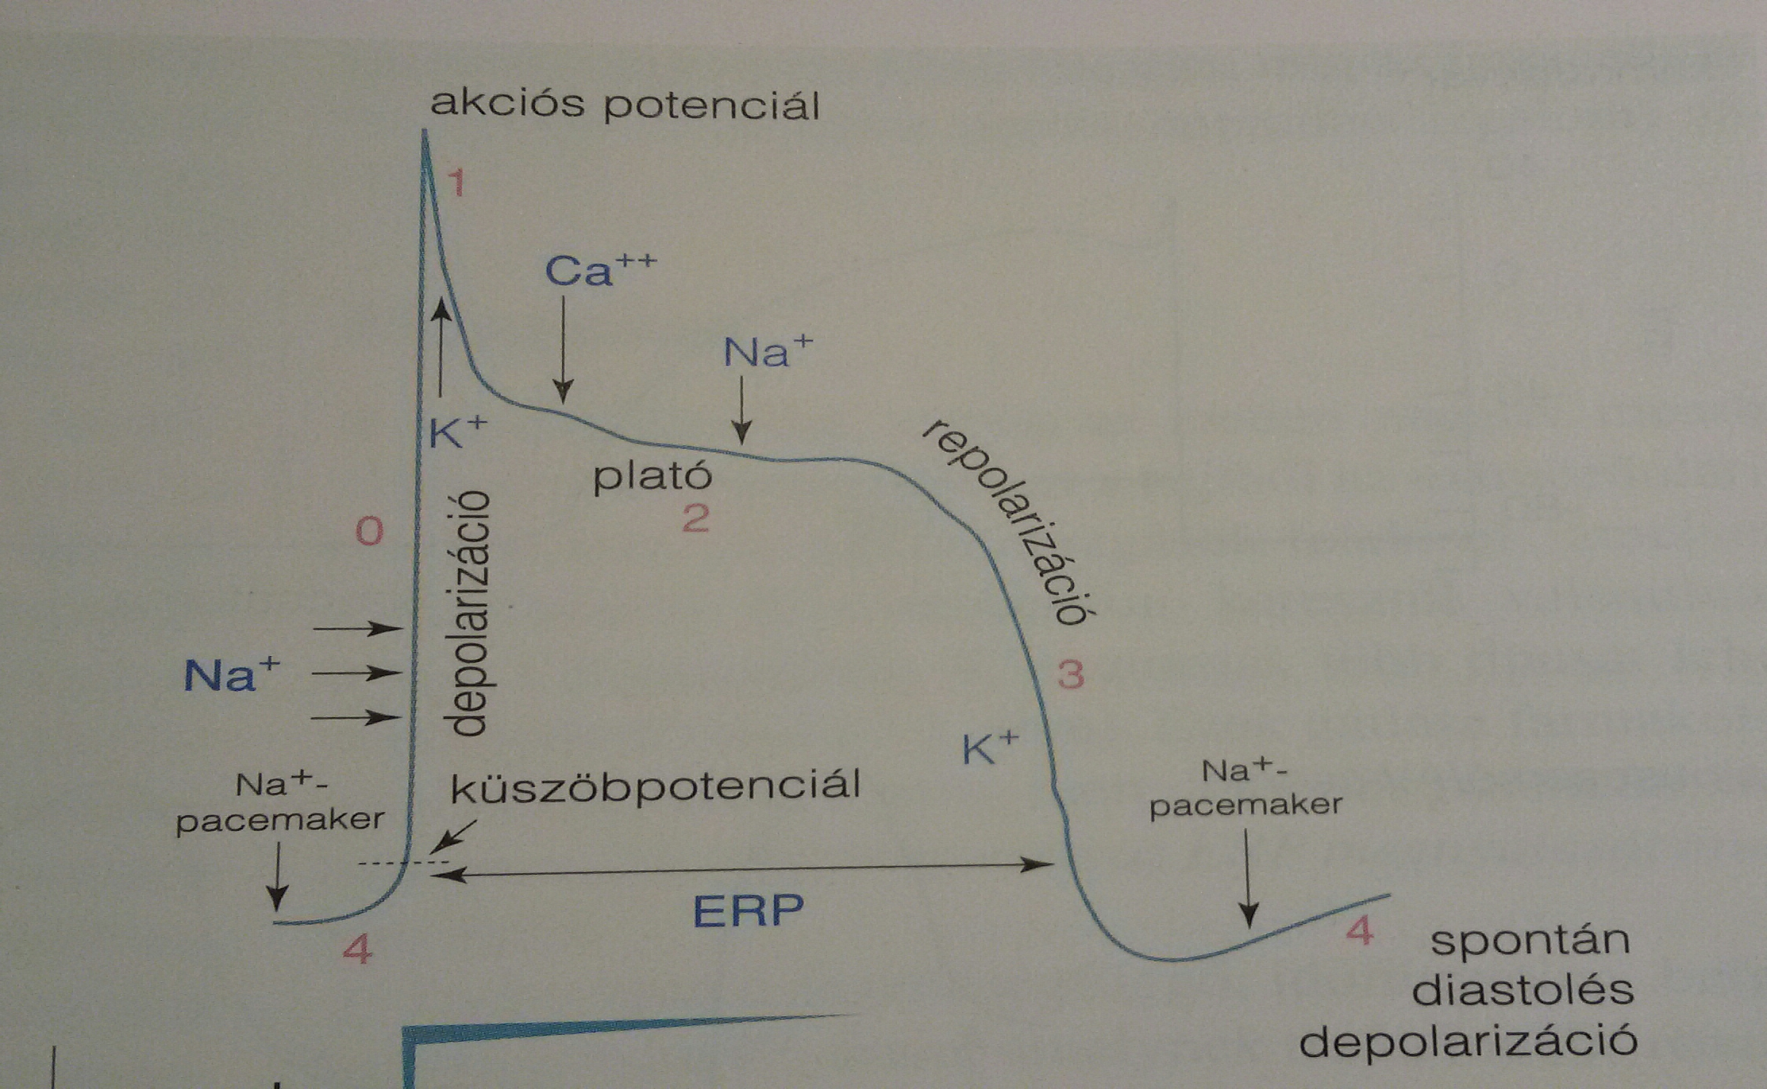 akciós potenciál
1
Ca++
Na+
K+
plató
2
repolarizáció
0
depolarizáció
Na+
3
K+
Na+-
pacemaker
küszöbpotenciál
Na+-
pacemaker
ERP
4
4
spontán
diastolés
depolarizáció